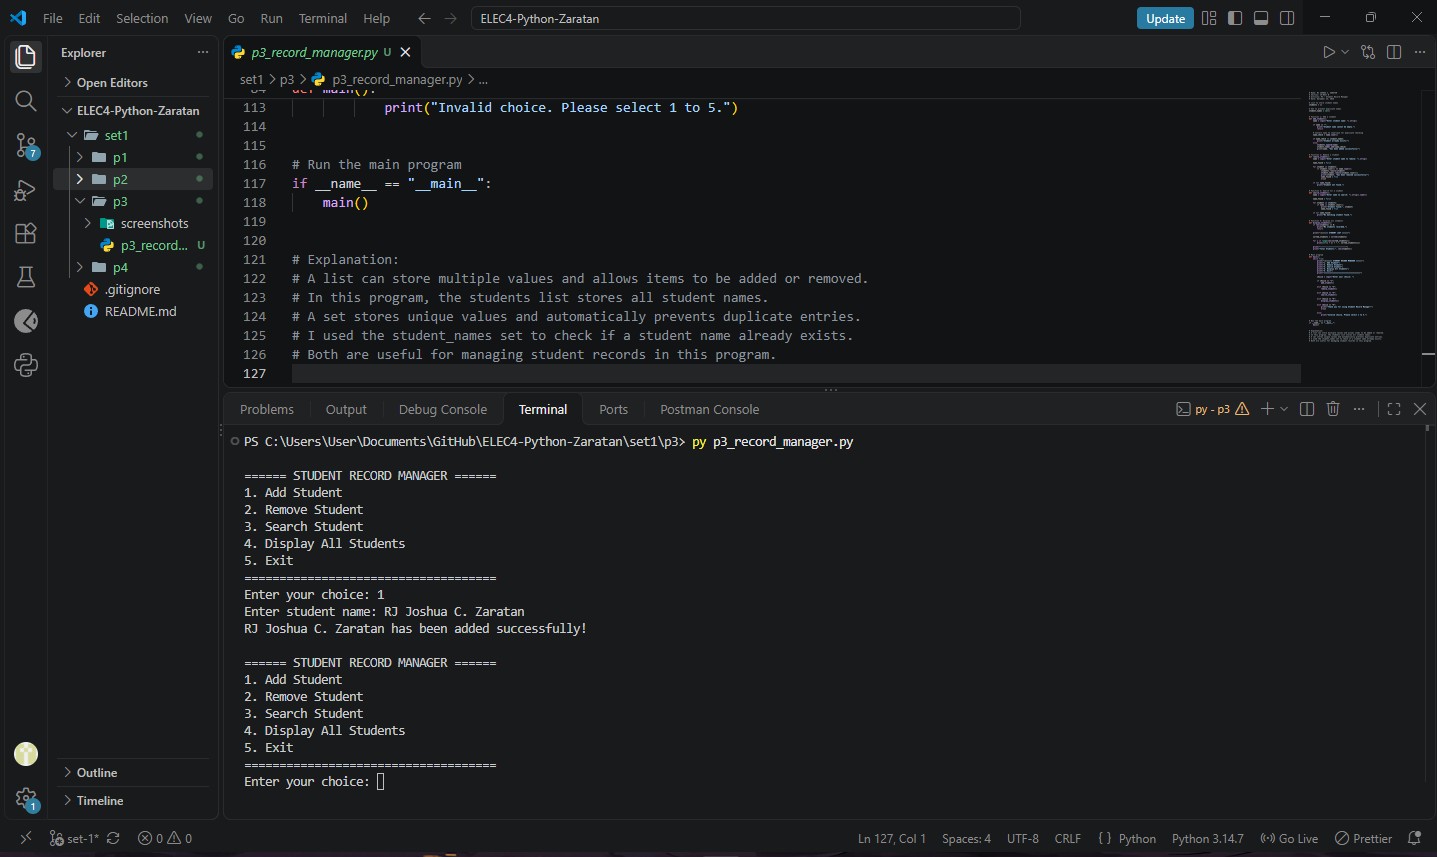 File Edit Selection View Go Run Terminal Help ELEC4-Python-Zaratan Update
Explorer
Open Editors
ELEC4-Python-Zaratan
set1
p1
p2
p3
screenshots
p3_record... U
p4
.gitignore
README.md
Outline
Timeline
7
1
p3_record_manager.py U
set1 > p3 > p3_record_manager.py > ...
84 def main():
113 print("Invalid choice. Please select 1 to 5.")
114
115
116 # Run the main program
117 if __name__ == "__main__":
118 main()
119
120
121 # Explanation:
122 # A list can store multiple values and allows items to be added or removed.
123 # In this program, the students list stores all student names.
124 # A set stores unique values and automatically prevents duplicate entries.
125 # I used the student_names set to check if a student name already exists.
126 # Both are useful for managing student records in this program.
127
Problems Output Debug Console Terminal Ports Postman Console py - p3
PS C:\Users\User\Documents\GitHub\ELEC4-Python-Zaratan\set1\p3> py p3_record_manager.py
====== STUDENT RECORD MANAGER ======
1. Add Student
2. Remove Student
3. Search Student
4. Display All Students
5. Exit
====================================
Enter your choice: 1
Enter student name: RJ Joshua C. Zaratan
RJ Joshua C. Zaratan has been added successfully!
====== STUDENT RECORD MANAGER ======
1. Add Student
2. Remove Student
3. Search Student
4. Display All Students
5. Exit
====================================
Enter your choice:
set-1* 0 0 Ln 127, Col 1 Spaces: 4 UTF-8 CRLF { } Python Python 3.14.7 Go Live Prettier